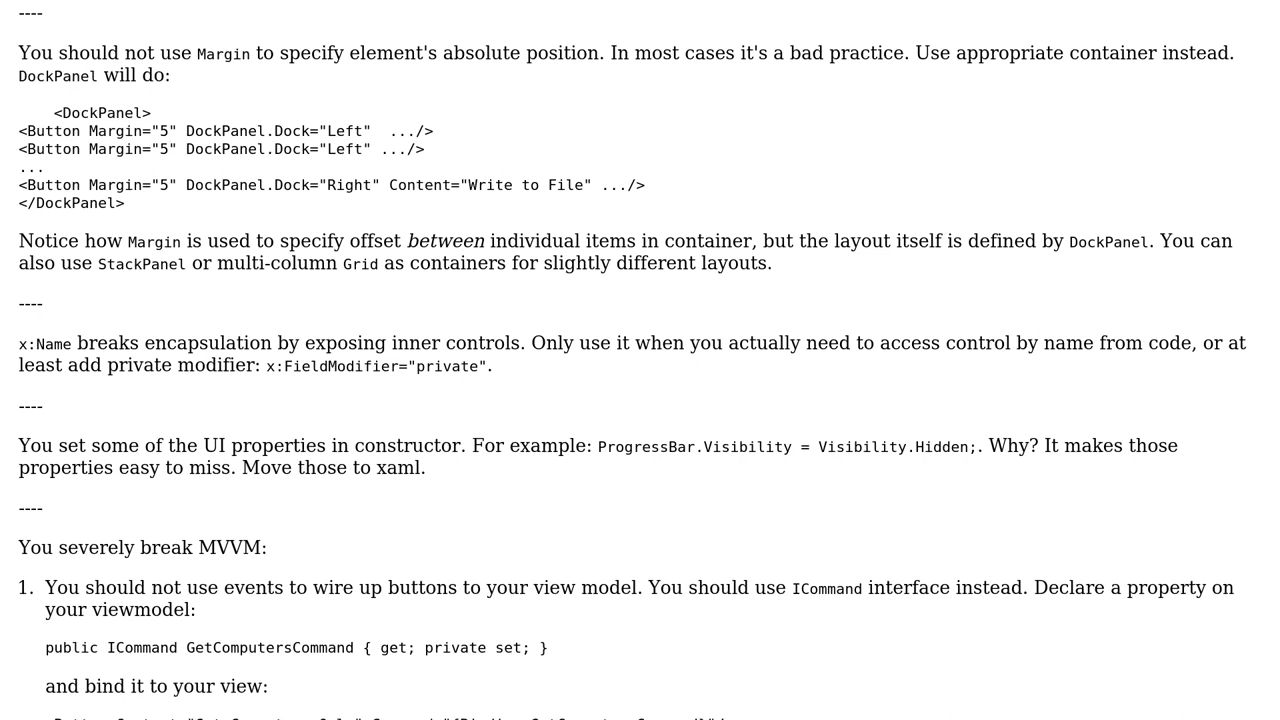 ----
You should not use Margin to specify element's absolute position. In most cases it's a bad practice. Use appropriate container instead.
DockPanel will do:
<DockPanel>
<Button Margin="5" DockPanel.Dock="Left"  .../>
<Button Margin="5" DockPanel.Dock="Left" .../>
...
<Button Margin="5" DockPanel.Dock="Right" Content="Write to File" .../>
</DockPanel>
Notice how Margin is used to specify offset between individual items in container, but the layout itself is defined by DockPanel. You can
also use StackPanel or multi-column Grid as containers for slightly different layouts.
----
x:Name breaks encapsulation by exposing inner controls. Only use it when you actually need to access control by name from code, or at
least add private modifier: x:FieldModifier="private".
----
You set some of the UI properties in constructor. For example: ProgressBar.Visibility = Visibility.Hidden;. Why? It makes those
properties easy to miss. Move those to xaml.
----
You severely break MVVM:
1. You should not use events to wire up buttons to your view model. You should use ICommand interface instead. Declare a property on
your viewmodel:
public ICommand GetComputersCommand { get; private set; }
and bind it to your view: